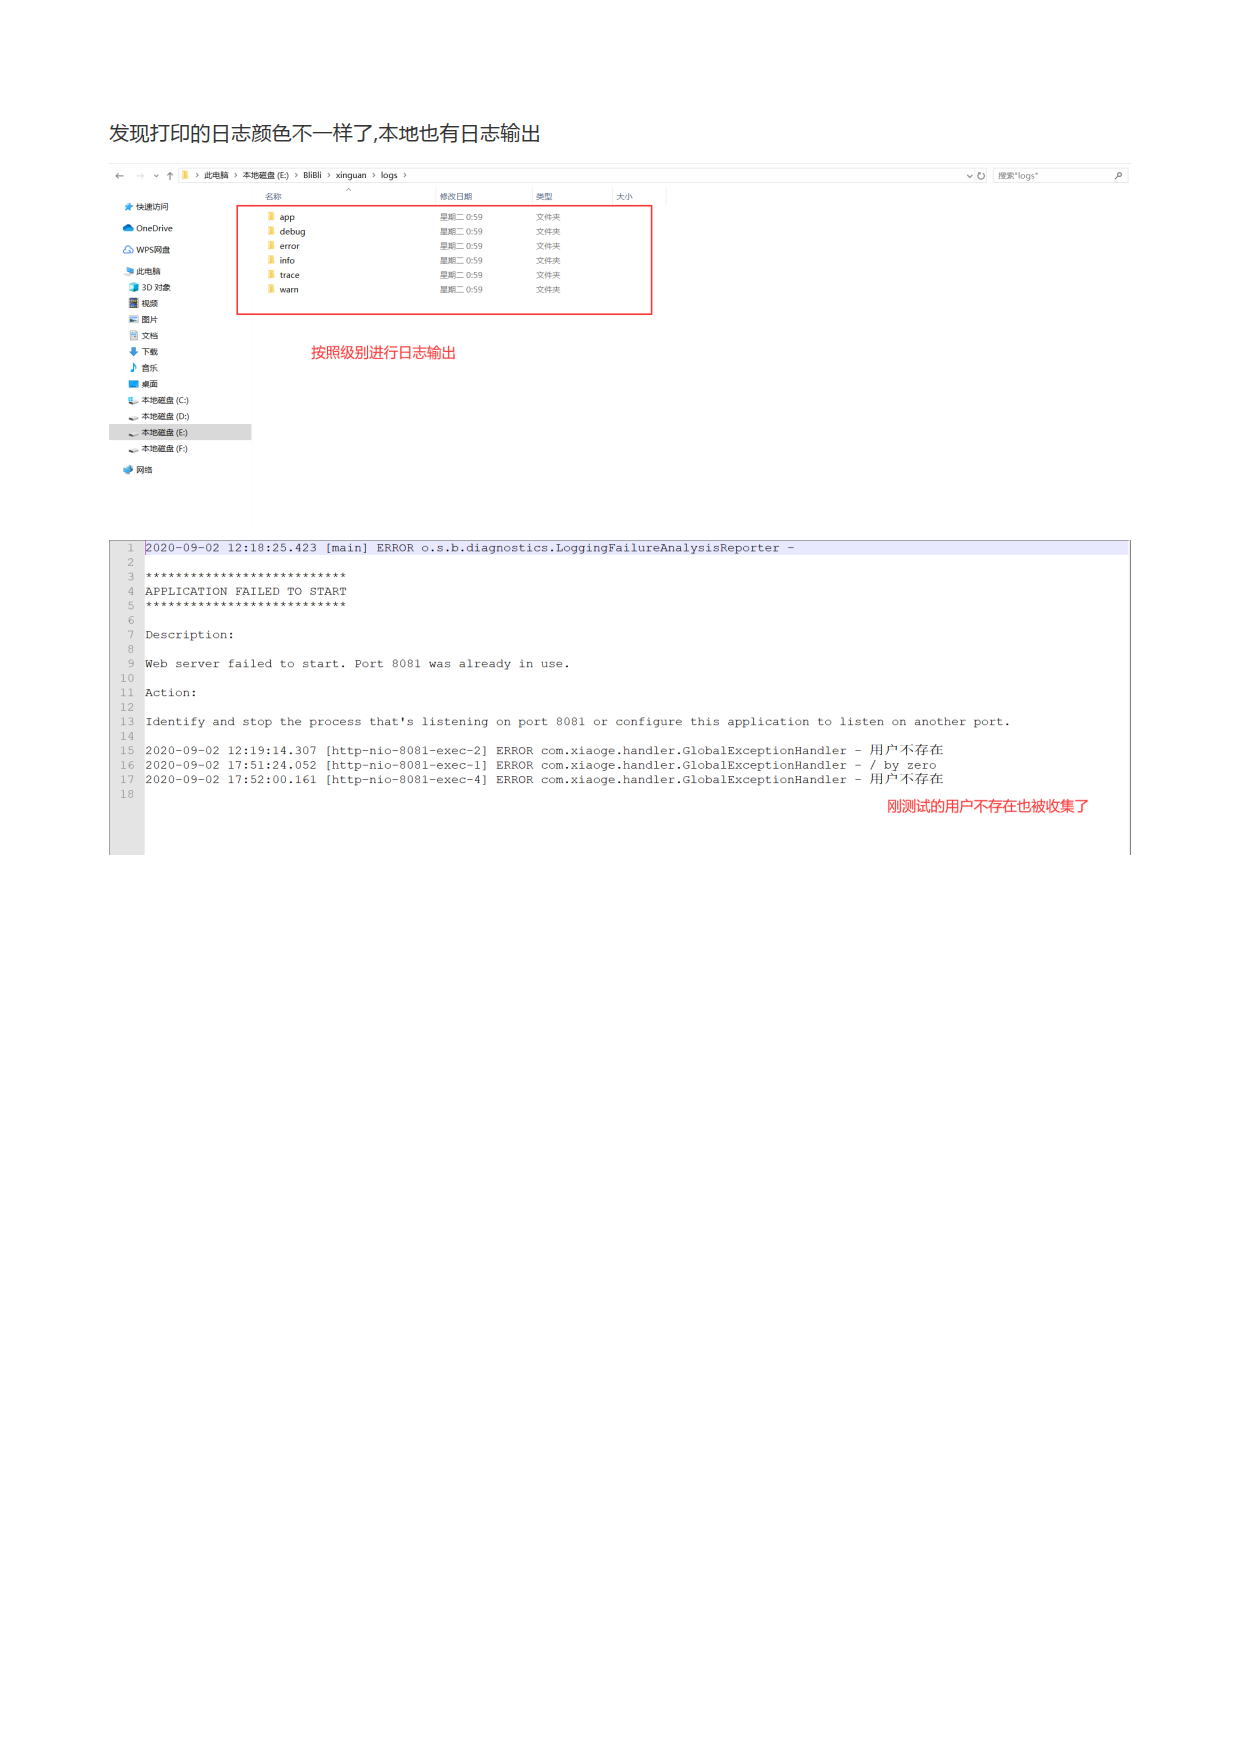 发现打印的日志颜色不一样了,本地也有日志输出
此电脑 > 本地磁盘 (E:) > BliBli > xinguan > logs >
搜索"logs"
名称 修改日期 类型 大小
快速访问
OneDrive
WPS网盘
此电脑
3D 对象
视频
图片
文档
下载
音乐
桌面
本地磁盘 (C:)
本地磁盘 (D:)
本地磁盘 (E:)
本地磁盘 (F:)
网络
app 星期二 0:59 文件夹
debug 星期二 0:59 文件夹
error 星期二 0:59 文件夹
info 星期二 0:59 文件夹
trace 星期二 0:59 文件夹
warn 星期二 0:59 文件夹
按照级别进行日志输出
1 2020-09-02 12:18:25.423 [main] ERROR o.s.b.diagnostics.LoggingFailureAnalysisReporter -
2
3 ***************************
4 APPLICATION FAILED TO START
5 ***************************
6
7 Description:
8
9 Web server failed to start. Port 8081 was already in use.
10
11 Action:
12
13 Identify and stop the process that's listening on port 8081 or configure this application to listen on another port.
14
15 2020-09-02 12:19:14.307 [http-nio-8081-exec-2] ERROR com.xiaoge.handler.GlobalExceptionHandler - 用户不存在
16 2020-09-02 17:51:24.052 [http-nio-8081-exec-1] ERROR com.xiaoge.handler.GlobalExceptionHandler - / by zero
17 2020-09-02 17:52:00.161 [http-nio-8081-exec-4] ERROR com.xiaoge.handler.GlobalExceptionHandler - 用户不存在
18
刚测试的用户不存在也被收集了